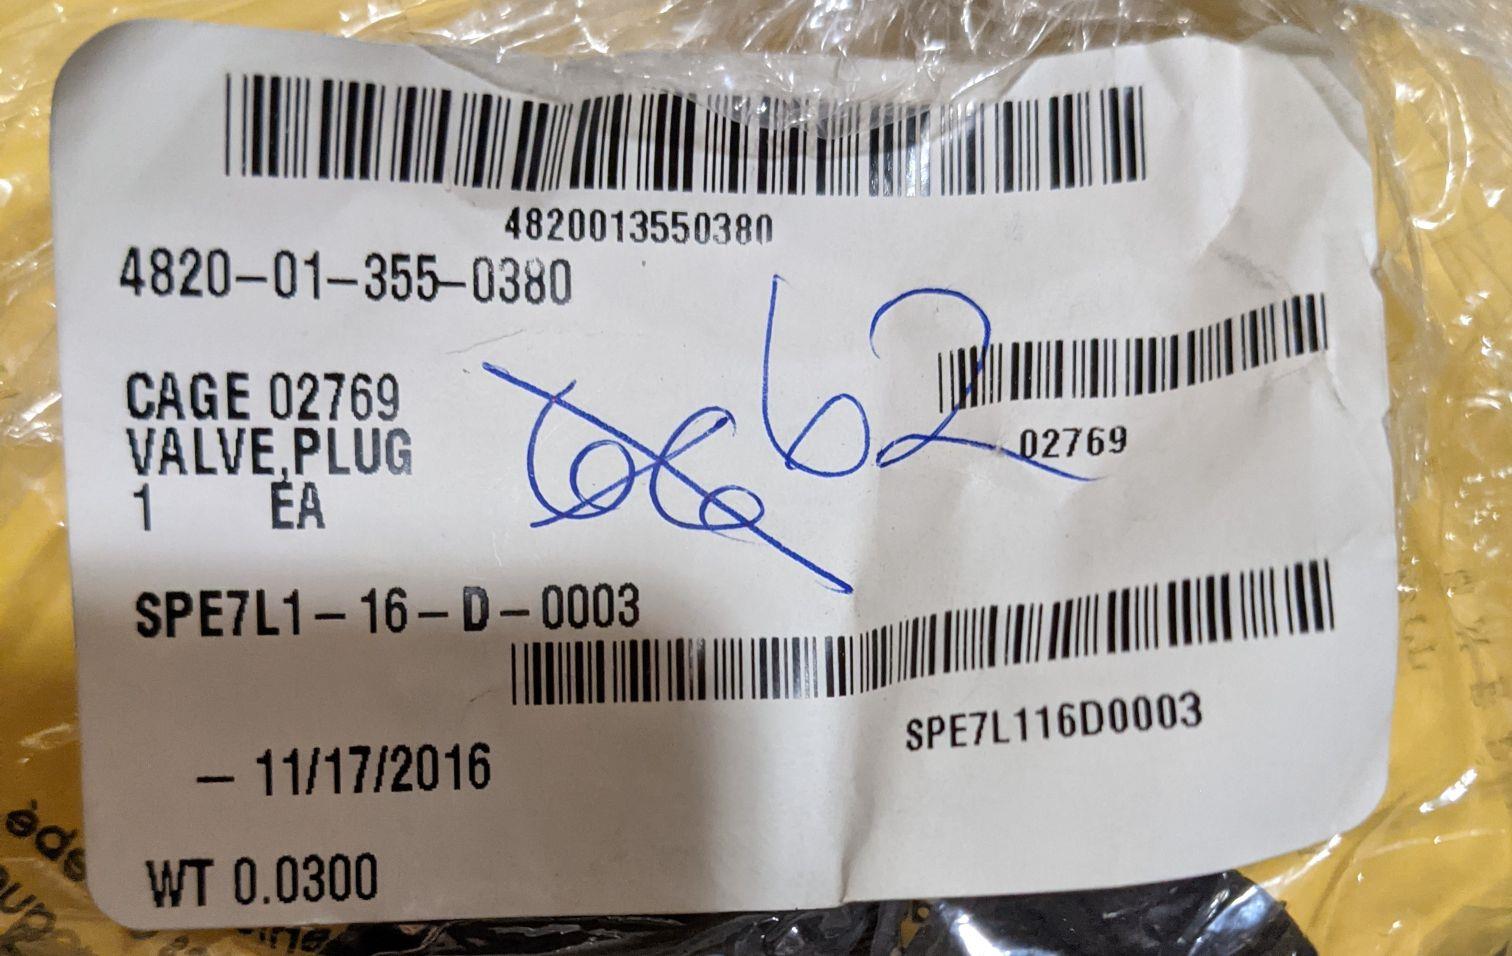 4820013550380
4820-01-355-0380
62
CAGE 02769
02769
VALVE,PLUG
66
1 EA
SPE7L1-16-D-0003
SPE7L116D0003
- 11/17/2016
WT 0.0300